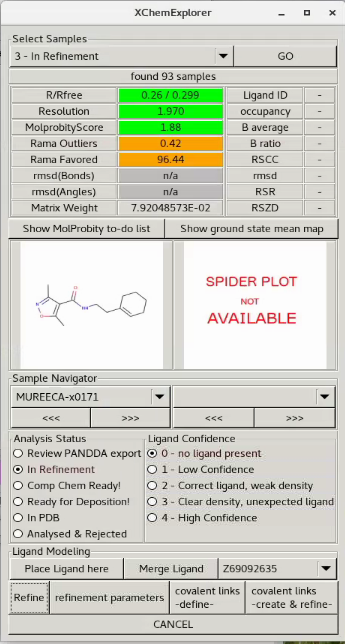 XChemExplorer
Select Samples
3 - In Refinement GO
found 93 samples
R/Rfree 0.26 / 0.299 Ligand ID -
Resolution 1.970 occupancy -
MolprobityScore 1.88 B average -
Rama Outliers 0.42 B ratio -
Rama Favored 96.44 RSCC -
rmsd(Bonds) n/a rmsd -
rmsd(Angles) n/a RSR -
Matrix Weight 7.92048573E-02 RSZD -
Show MolProbity to-do list Show ground state mean map
SPIDER PLOT
NOT
AVAILABLE
Sample Navigator
MUREECA-x0171
<<< >>> <<< >>>
Analysis Status
Review PANDDA export
In Refinement
Comp Chem Ready!
Ready for Deposition!
In PDB
Analysed & Rejected
Ligand Confidence
0 - no ligand present
1 - Low Confidence
2 - Correct ligand, weak density
3 - Clear density, unexpected ligand
4 - High Confidence
Ligand Modeling
Place Ligand here Merge Ligand Z69092635
Refine refinement parameters covalent links
-define- covalent links
-create & refine-
CANCEL